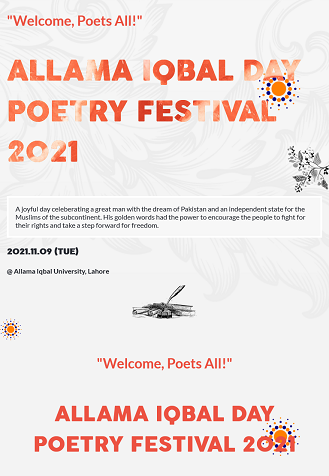 "Welcome, Poets All!"
ALLAMA IQBAL DAY
POETRY FESTIVAL
2021
A joyful day celebrating a great man with the dream of Pakistan and an independent state for the
Muslims of the subcontinent. His golden words had the power to encourage the people to fight for
their rights and take a step forward for freedom.
2021.11.09 (TUE)
@ Allama Iqbal University, Lahore
"Welcome, Poets All!"
ALLAMA IQBAL DAY
POETRY FESTIVAL 2021